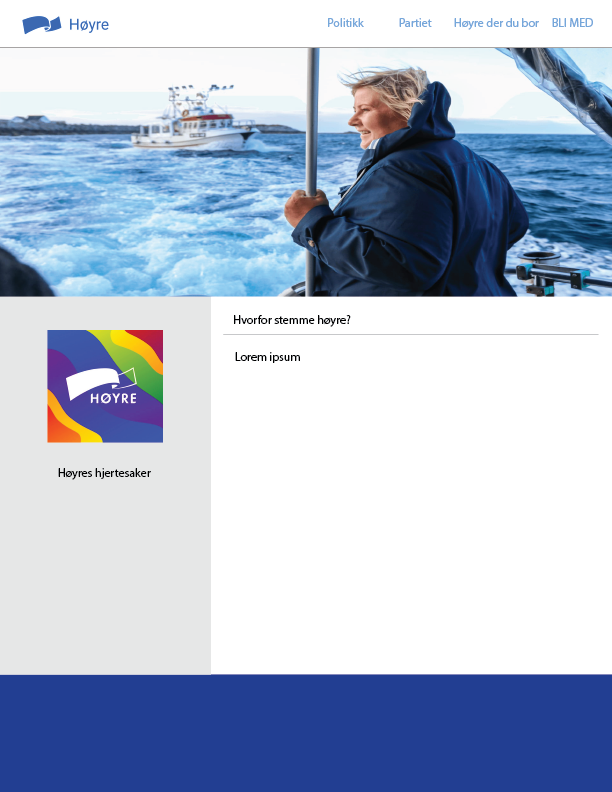 Høyre
Politikk
Partiet
Høyre der du bor
BLI MED
Hvorfor stemme høyre?
Lorem ipsum
HØYRE
Høyres hjertesaker